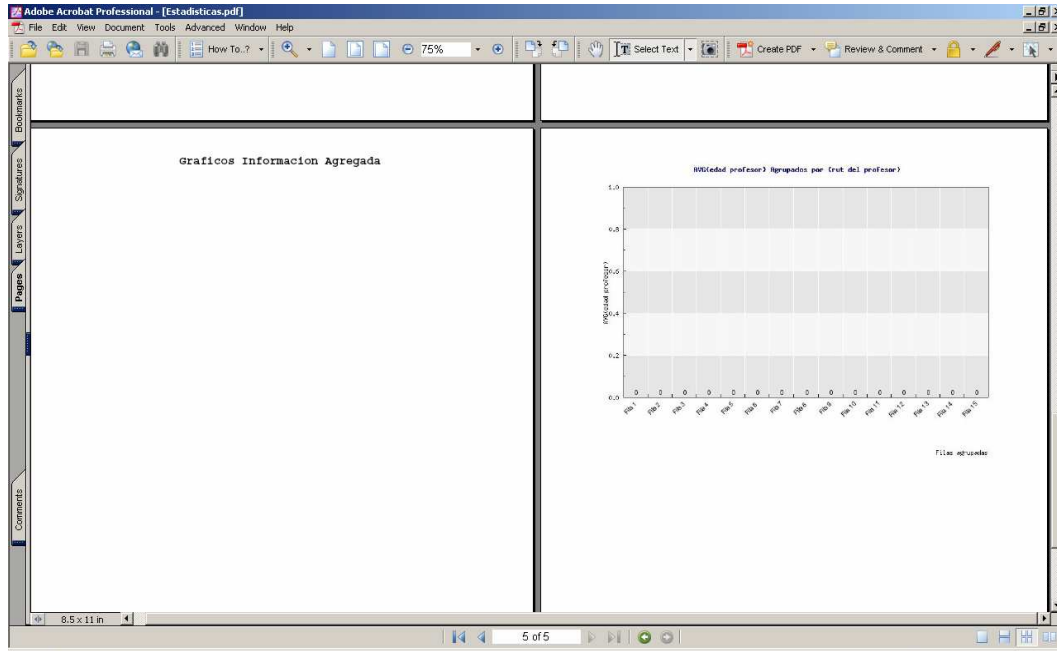 Adobe Acrobat Professional - [Estadisticas.pdf]
File Edit View Document Tools Advanced Window Help
How To..? 75% Select Text Create PDF Review & Comment
Bookmarks
Signatures
Layers
Pages
Comments
Graficos Informacion Agregada
AVG(edad profesor) Agrupados por (rut del profesor)
AVG(edad profesor)
1.0
0.8
0.6
0.4
0.2
0.0
0 0 0 0 0 0 0 0 0 0 0 0 0 0 0
Fila 1 Fila 2 Fila 3 Fila 4 Fila 5 Fila 6 Fila 7 Fila 8 Fila 9 Fila 10 Fila 11 Fila 12 Fila 13 Fila 14 Fila 15
Filas agrupadas
8.5 x 11 in
5 of 5